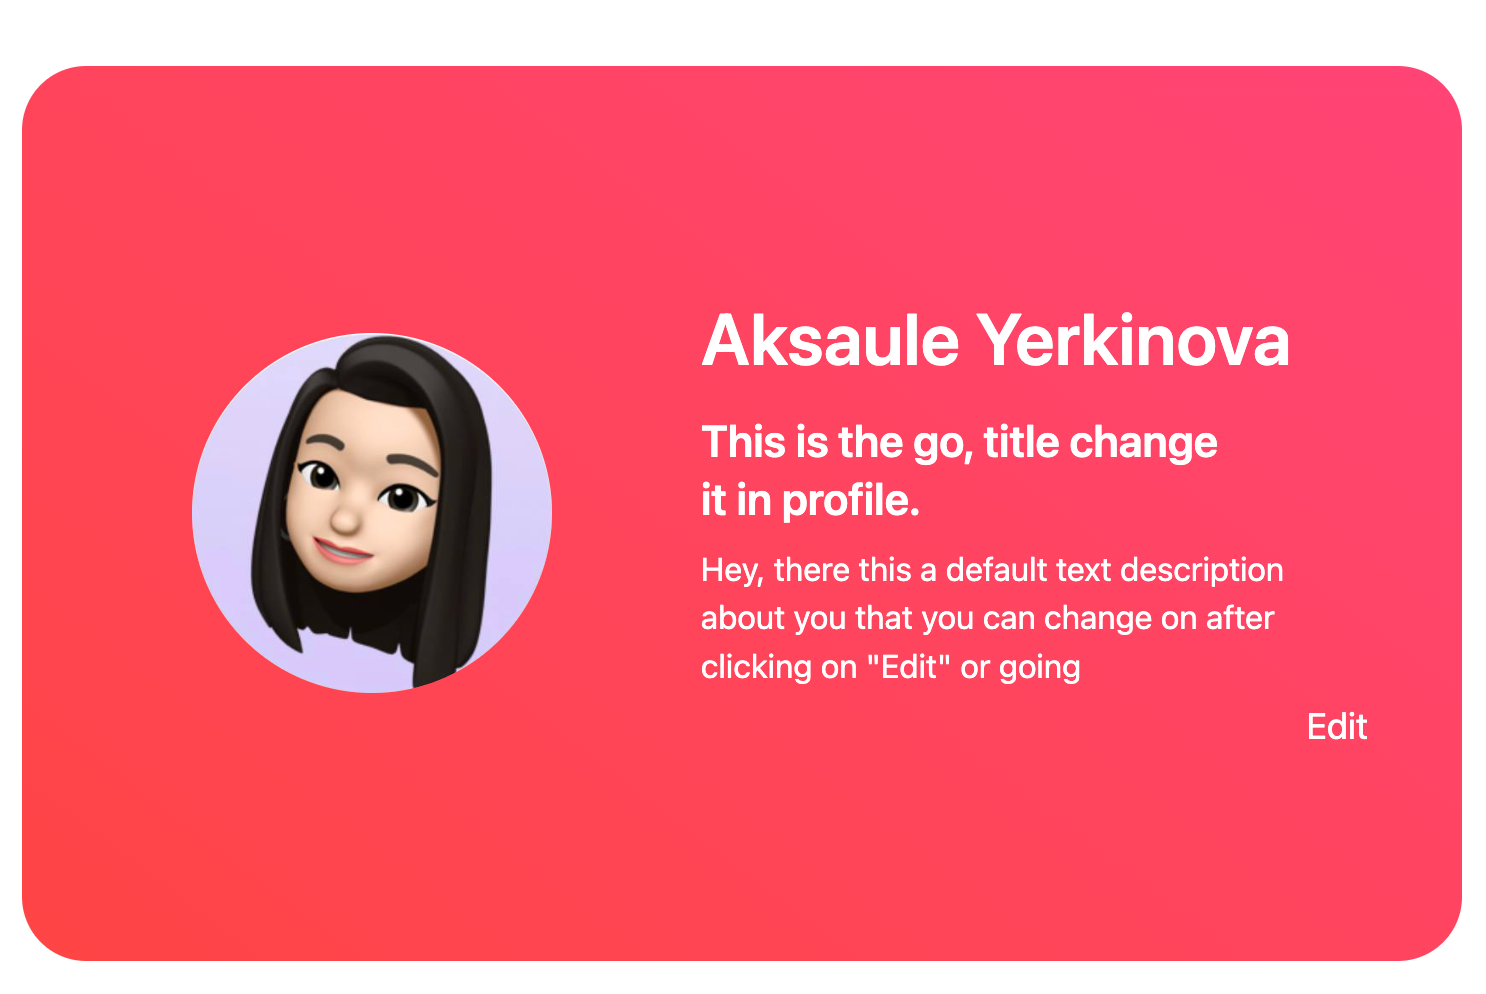 Aksaule Yerkinova
This is the go, title change
it in profile.
Hey, there this a default text description
about you that you can change on after
clicking on "Edit" or going
Edit